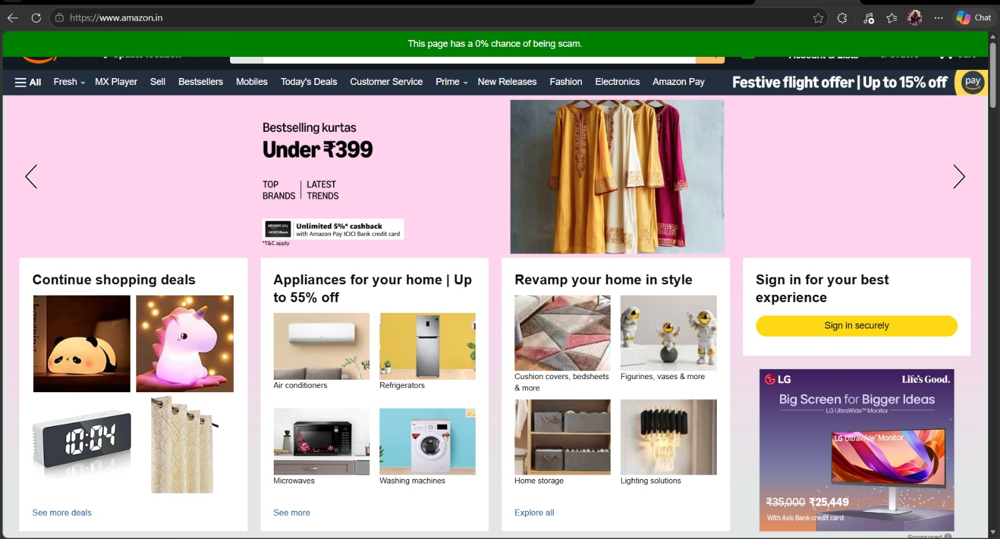 https://www.amazon.in
Chat
This page has a 0% chance of being scam.
All Fresh MX Player Sell Bestsellers Mobiles Today's Deals Customer Service Prime New Releases Fashion Electronics Amazon Pay
Festive flight offer | Up to 15% off
pay
Bestselling kurtas
Under ₹399
TOP BRANDS | LATEST TRENDS
amazon pay
ICICI Bank
Unlimited 5%* cashback
with Amazon Pay ICICI Bank credit card
*T&C apply
Continue shopping deals
10:04
See more deals
Appliances for your home | Up
to 55% off
Air conditioners
Refrigerators
Microwaves
Washing machines
See more
Revamp your home in style
Cushion covers, bedsheets
& more
Figurines, vases & more
Home storage
Lighting solutions
Explore all
Sign in for your best
experience
Sign in securely
LG
Life's Good.
Big Screen for Bigger Ideas
LG UltraWide™ Monitor
LG UltraWide™ Monitor
₹35,000 ₹25,449
With Axis Bank credit card
Sponsored